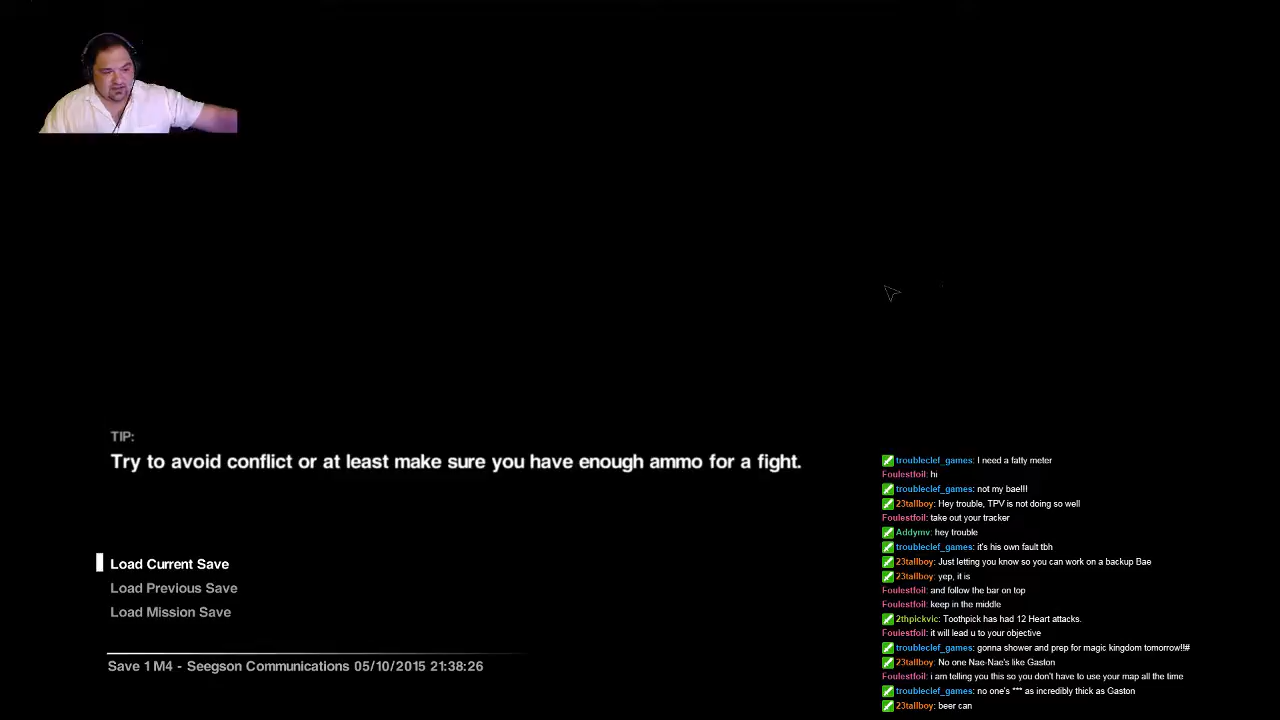 TIP:
Try to avoid conflict or at least make sure you have enough ammo for a fight.
Load Current Save
Load Previous Save
Load Mission Save
Save 1 M4 - Seegson Communications 05/10/2015 21:38:26
troubleclef_games: I need a fatty meter
Foulestfoil: hi
troubleclef_games: not my bae!!!
23tallboy: Hey trouble, TPV is not doing so well
Foulestfoil: take out your tracker
Addymv: hey trouble
troubleclef_games: it's his own fault tbh
23tallboy: Just letting you know so you can work on a backup Bae
23tallboy: yep, it is
Foulestfoil: and follow the bar on top
Foulestfoil: keep in the middle
2thpickvic: Toothpick has had 12 Heart attacks.
Foulestfoil: it will lead u to your objective
troubleclef_games: gonna shower and prep for magic kingdom tomorrow!!#
23tallboy: No one Nae-Nae's like Gaston
Foulestfoil: i am telling you this so you don't have to use your map all the time
troubleclef_games: no one's *** as incredibly thick as Gaston
23tallboy: beer can